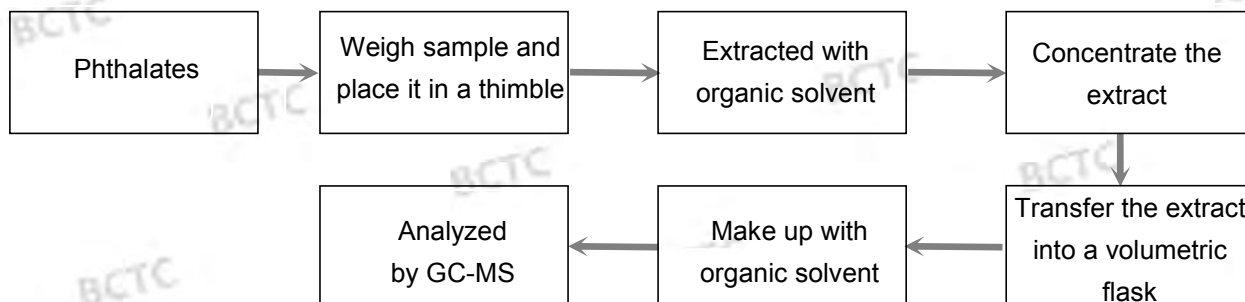 Phthalates
Weigh sample and
place it in a thimble
Extracted with
organic solvent
Concentrate the
extract
Transfer the extract
into a volumetric
flask
Make up with
organic solvent
Analyzed
by GC-MS
BCTC
BCTC
BCTC
BCTC
BCTC
BCTC